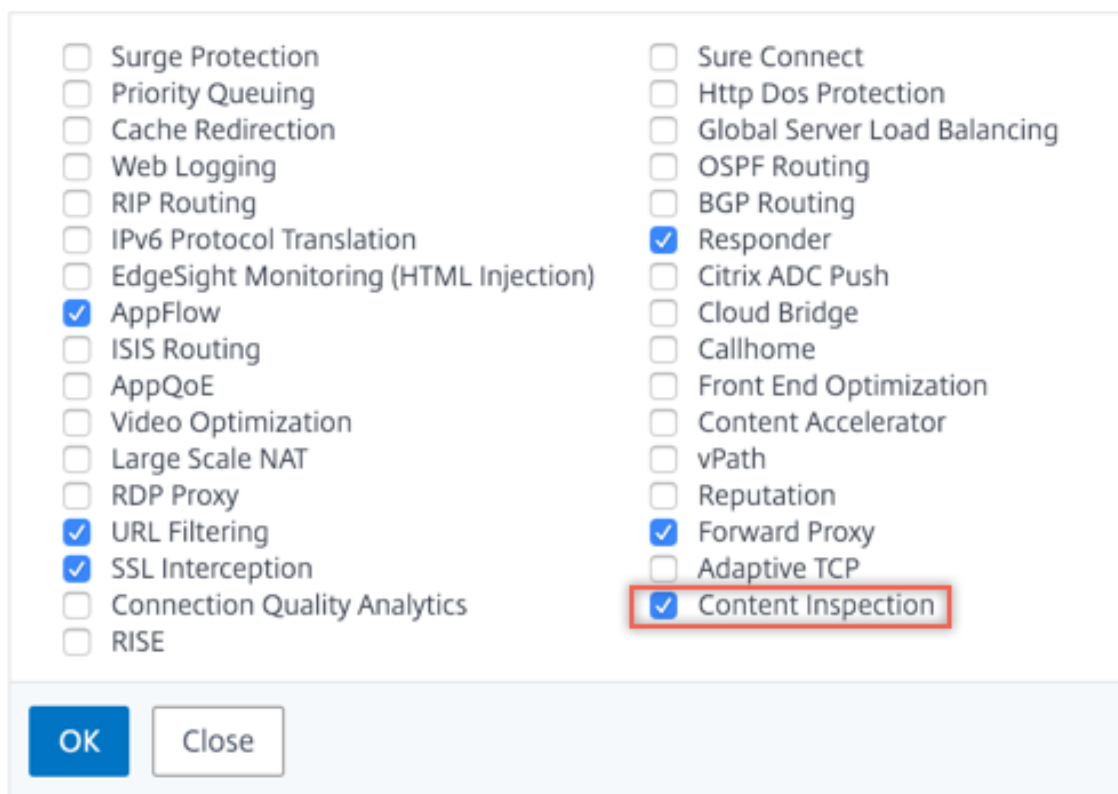 Surge Protection
Priority Queuing
Cache Redirection
Web Logging
RIP Routing
IPv6 Protocol Translation
EdgeSight Monitoring (HTML Injection)
AppFlow
ISIS Routing
AppQoE
Video Optimization
Large Scale NAT
RDP Proxy
URL Filtering
SSL Interception
Connection Quality Analytics
RISE
Sure Connect
Http Dos Protection
Global Server Load Balancing
OSPF Routing
BGP Routing
Responder
Citrix ADC Push
Cloud Bridge
Callhome
Front End Optimization
Content Accelerator
vPath
Reputation
Forward Proxy
Adaptive TCP
Content Inspection
OK
Close